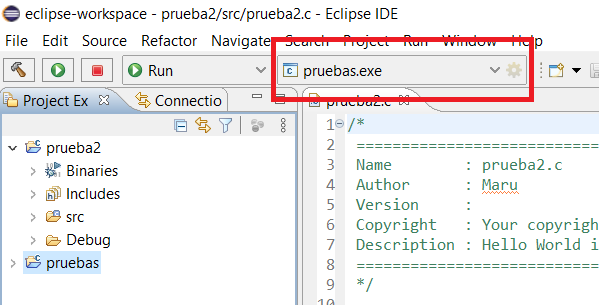 eclipse-workspace - prueba2/src/prueba2.c - Eclipse IDE
File Edit Source Refactor Navigate Search Project Run Window Help
Run pruebas.exe
Project Ex Connectio prueba2.c
prueba2
Binaries
Includes
src
Debug
pruebas
1 /*
2 ============================
3 Name : prueba2.c
4 Author : Maru
5 Version :
6 Copyright : Your copyrigh
7 Description : Hello World i
8 ============================
9 */
10